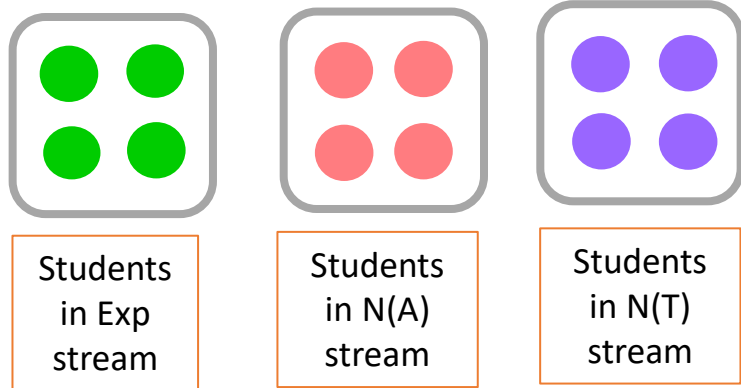 Students
in Exp
stream
Students
in N(A)
stream
Students
in N(T)
stream